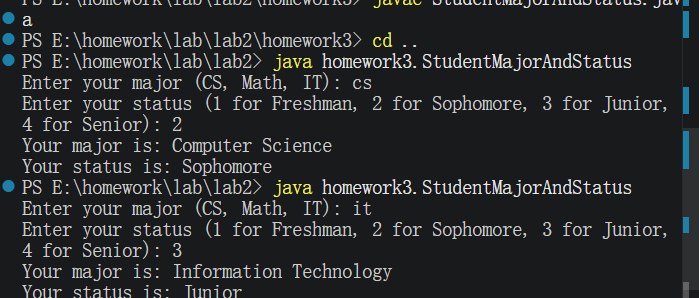 PS E:\homework\lab\lab2\homework3> javac StudentMajorAndStatus.jav
a
PS E:\homework\lab\lab2\homework3> cd ..
PS E:\homework\lab\lab2> java homework3.StudentMajorAndStatus
Enter your major (CS, Math, IT): cs
Enter your status (1 for Freshman, 2 for Sophomore, 3 for Junior,
4 for Senior): 2
Your major is: Computer Science
Your status is: Sophomore
PS E:\homework\lab\lab2> java homework3.StudentMajorAndStatus
Enter your major (CS, Math, IT): it
Enter your status (1 for Freshman, 2 for Sophomore, 3 for Junior,
4 for Senior): 3
Your major is: Information Technology
Your status is: Junior